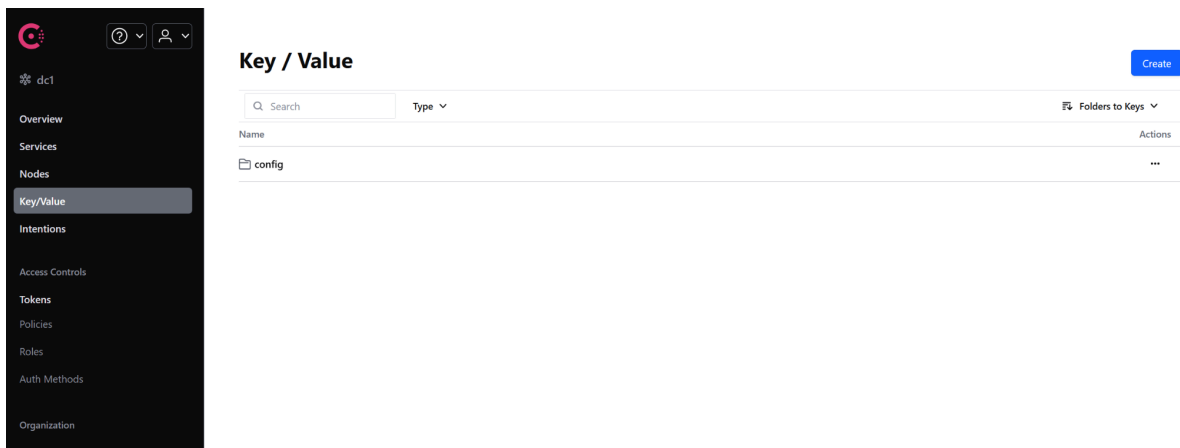 dc1
Overview
Services
Nodes
Key/Value
Intentions
Access Controls
Tokens
Policies
Roles
Auth Methods
Organization
Key / Value
Create
Search
Type
Folders to Keys
Name
Actions
config